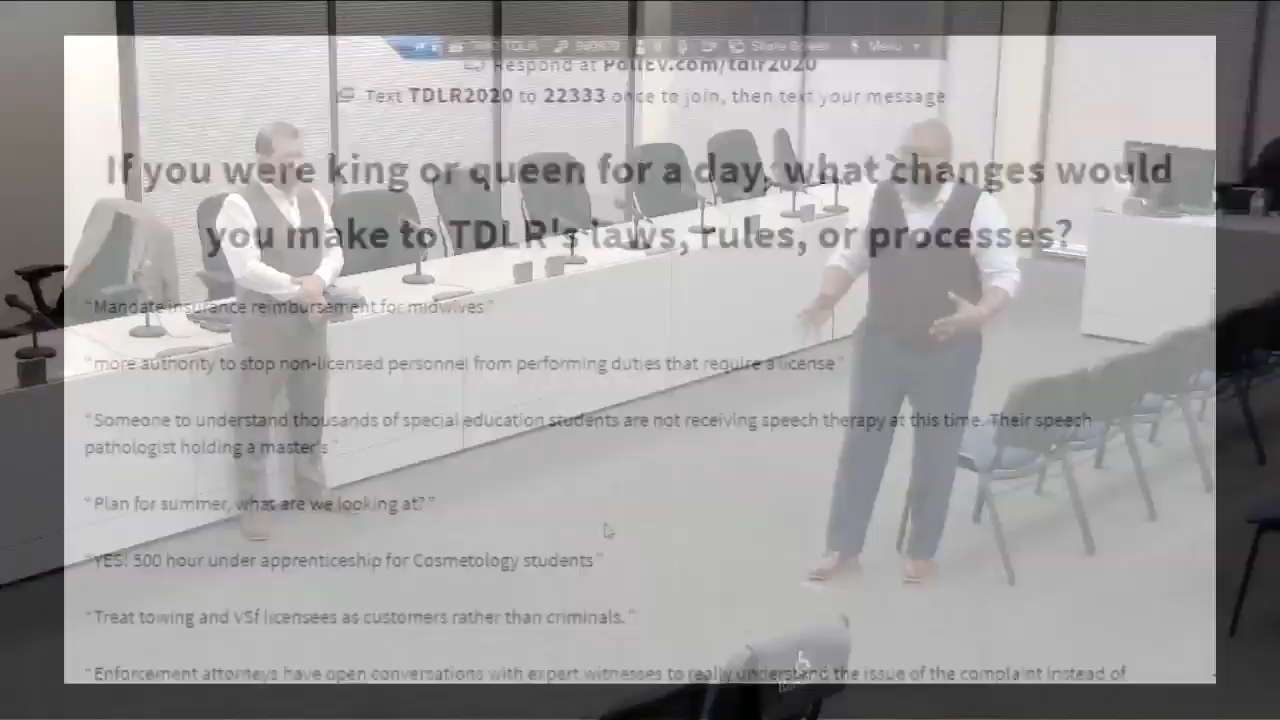 Share Screen Menu
Respond at PollEv.com/tdlr2020
Text TDLR2020 to 22333 once to join, then text your message
If you were king or queen for a day, what changes would
you make to TDLR's laws, rules, or processes?
"Mandate insurance reimbursement for midwives."
"more authority to stop non-licensed personnel from performing duties that require a license"
"Someone to understand thousands of special education students are not receiving speech therapy at this time. Their speech
pathologist holding a master's"
"Plan for summer, what are we looking at?"
"YES! 500 hour under apprenticeship for Cosmetology students"
"Treat towing and VSf licensees as customers rather than criminals."
"Enforcement attorneys have open conversations with expert witnesses to really understand the issue of the complaint instead of